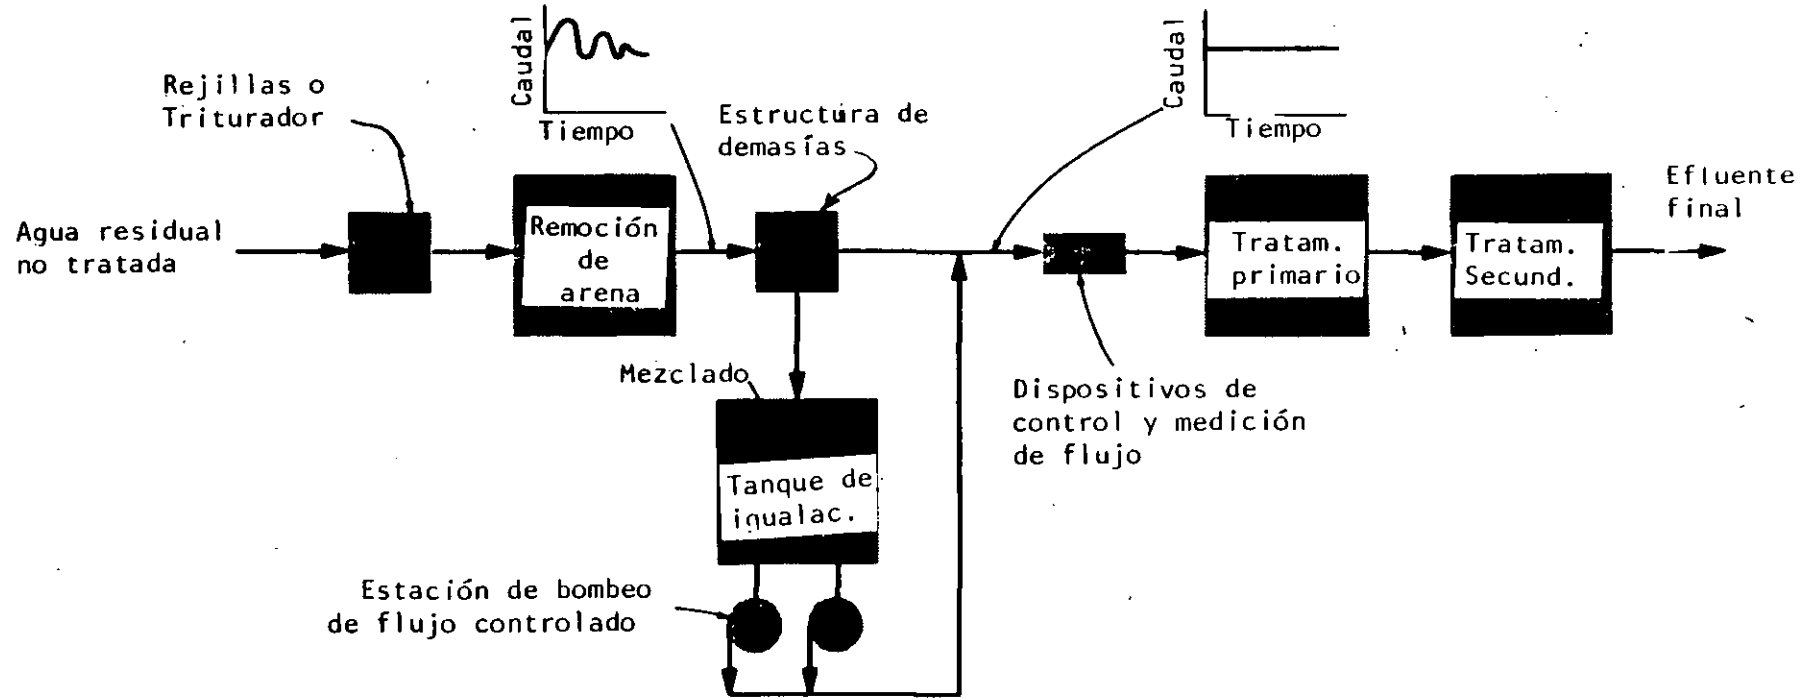 Caudal
Tiempo
Caudal
Tiempo
Rejillas o
Triturador
Estructura de
demasías
Agua residual
no tratada
Remoción
de
arena
Tratam.
primario
Tratam.
Secund.
Efluente
final
Mezclado
Tanque de
igualac.
Dispositivos de
control y medición
de flujo
Estación de bombeo
de flujo controlado